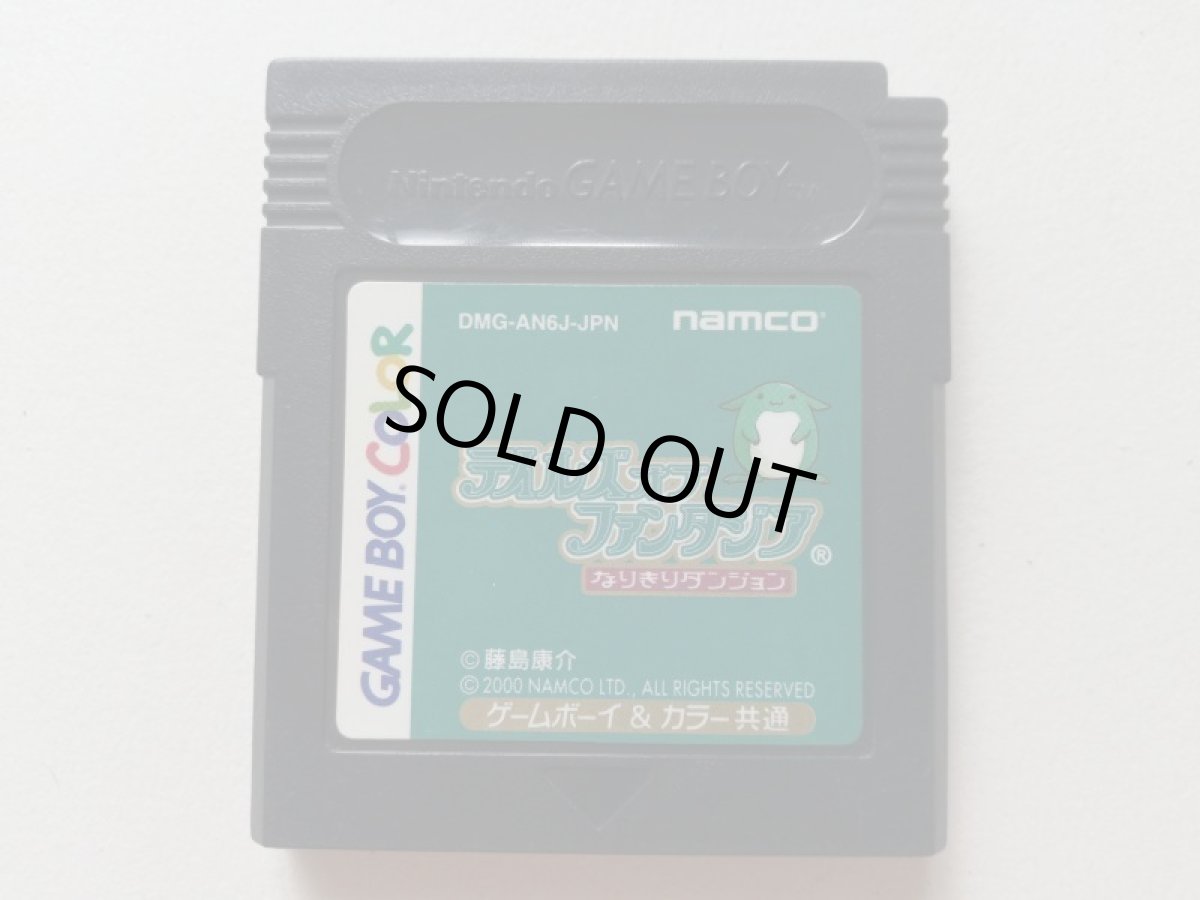 Nintendo GAME BOY TM
DMG-AN6J-JPN
namco
GAME BOY COLOR
SOLD OUT
テイルズ オブ
ファンタジア®
なりきりダンジョン
© 藤島康介
© 2000 NAMCO LTD., ALL RIGHTS RESERVED
ゲームボーイ & カラー共通